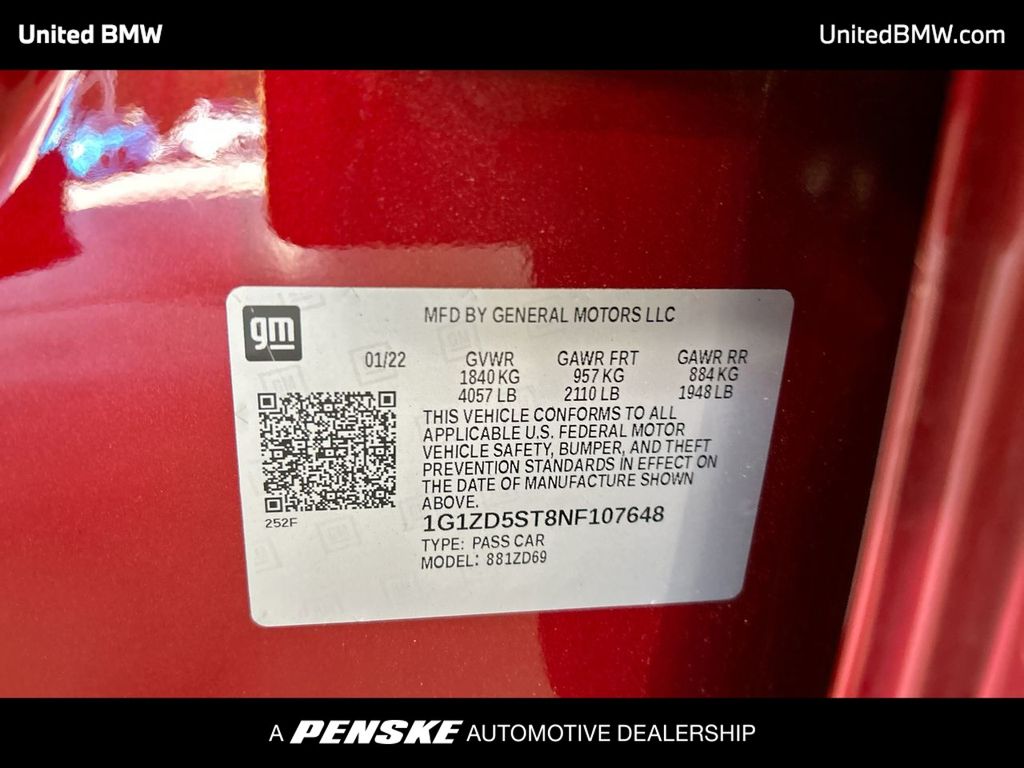 United BMW
UnitedBMW.com
gm
MFD BY GENERAL MOTORS LLC
01/22 GVWR GAWR FRT GAWR RR
1840 KG 957 KG 884 KG
4057 LB 2110 LB 1948 LB
THIS VEHICLE CONFORMS TO ALL
APPLICABLE U.S. FEDERAL MOTOR
VEHICLE SAFETY, BUMPER, AND THEFT
PREVENTION STANDARDS IN EFFECT ON
THE DATE OF MANUFACTURE SHOWN
ABOVE.
252F
1G1ZD5ST8NF107648
TYPE: PASS CAR
MODEL: 881ZD69
A PENSKE AUTOMOTIVE DEALERSHIP